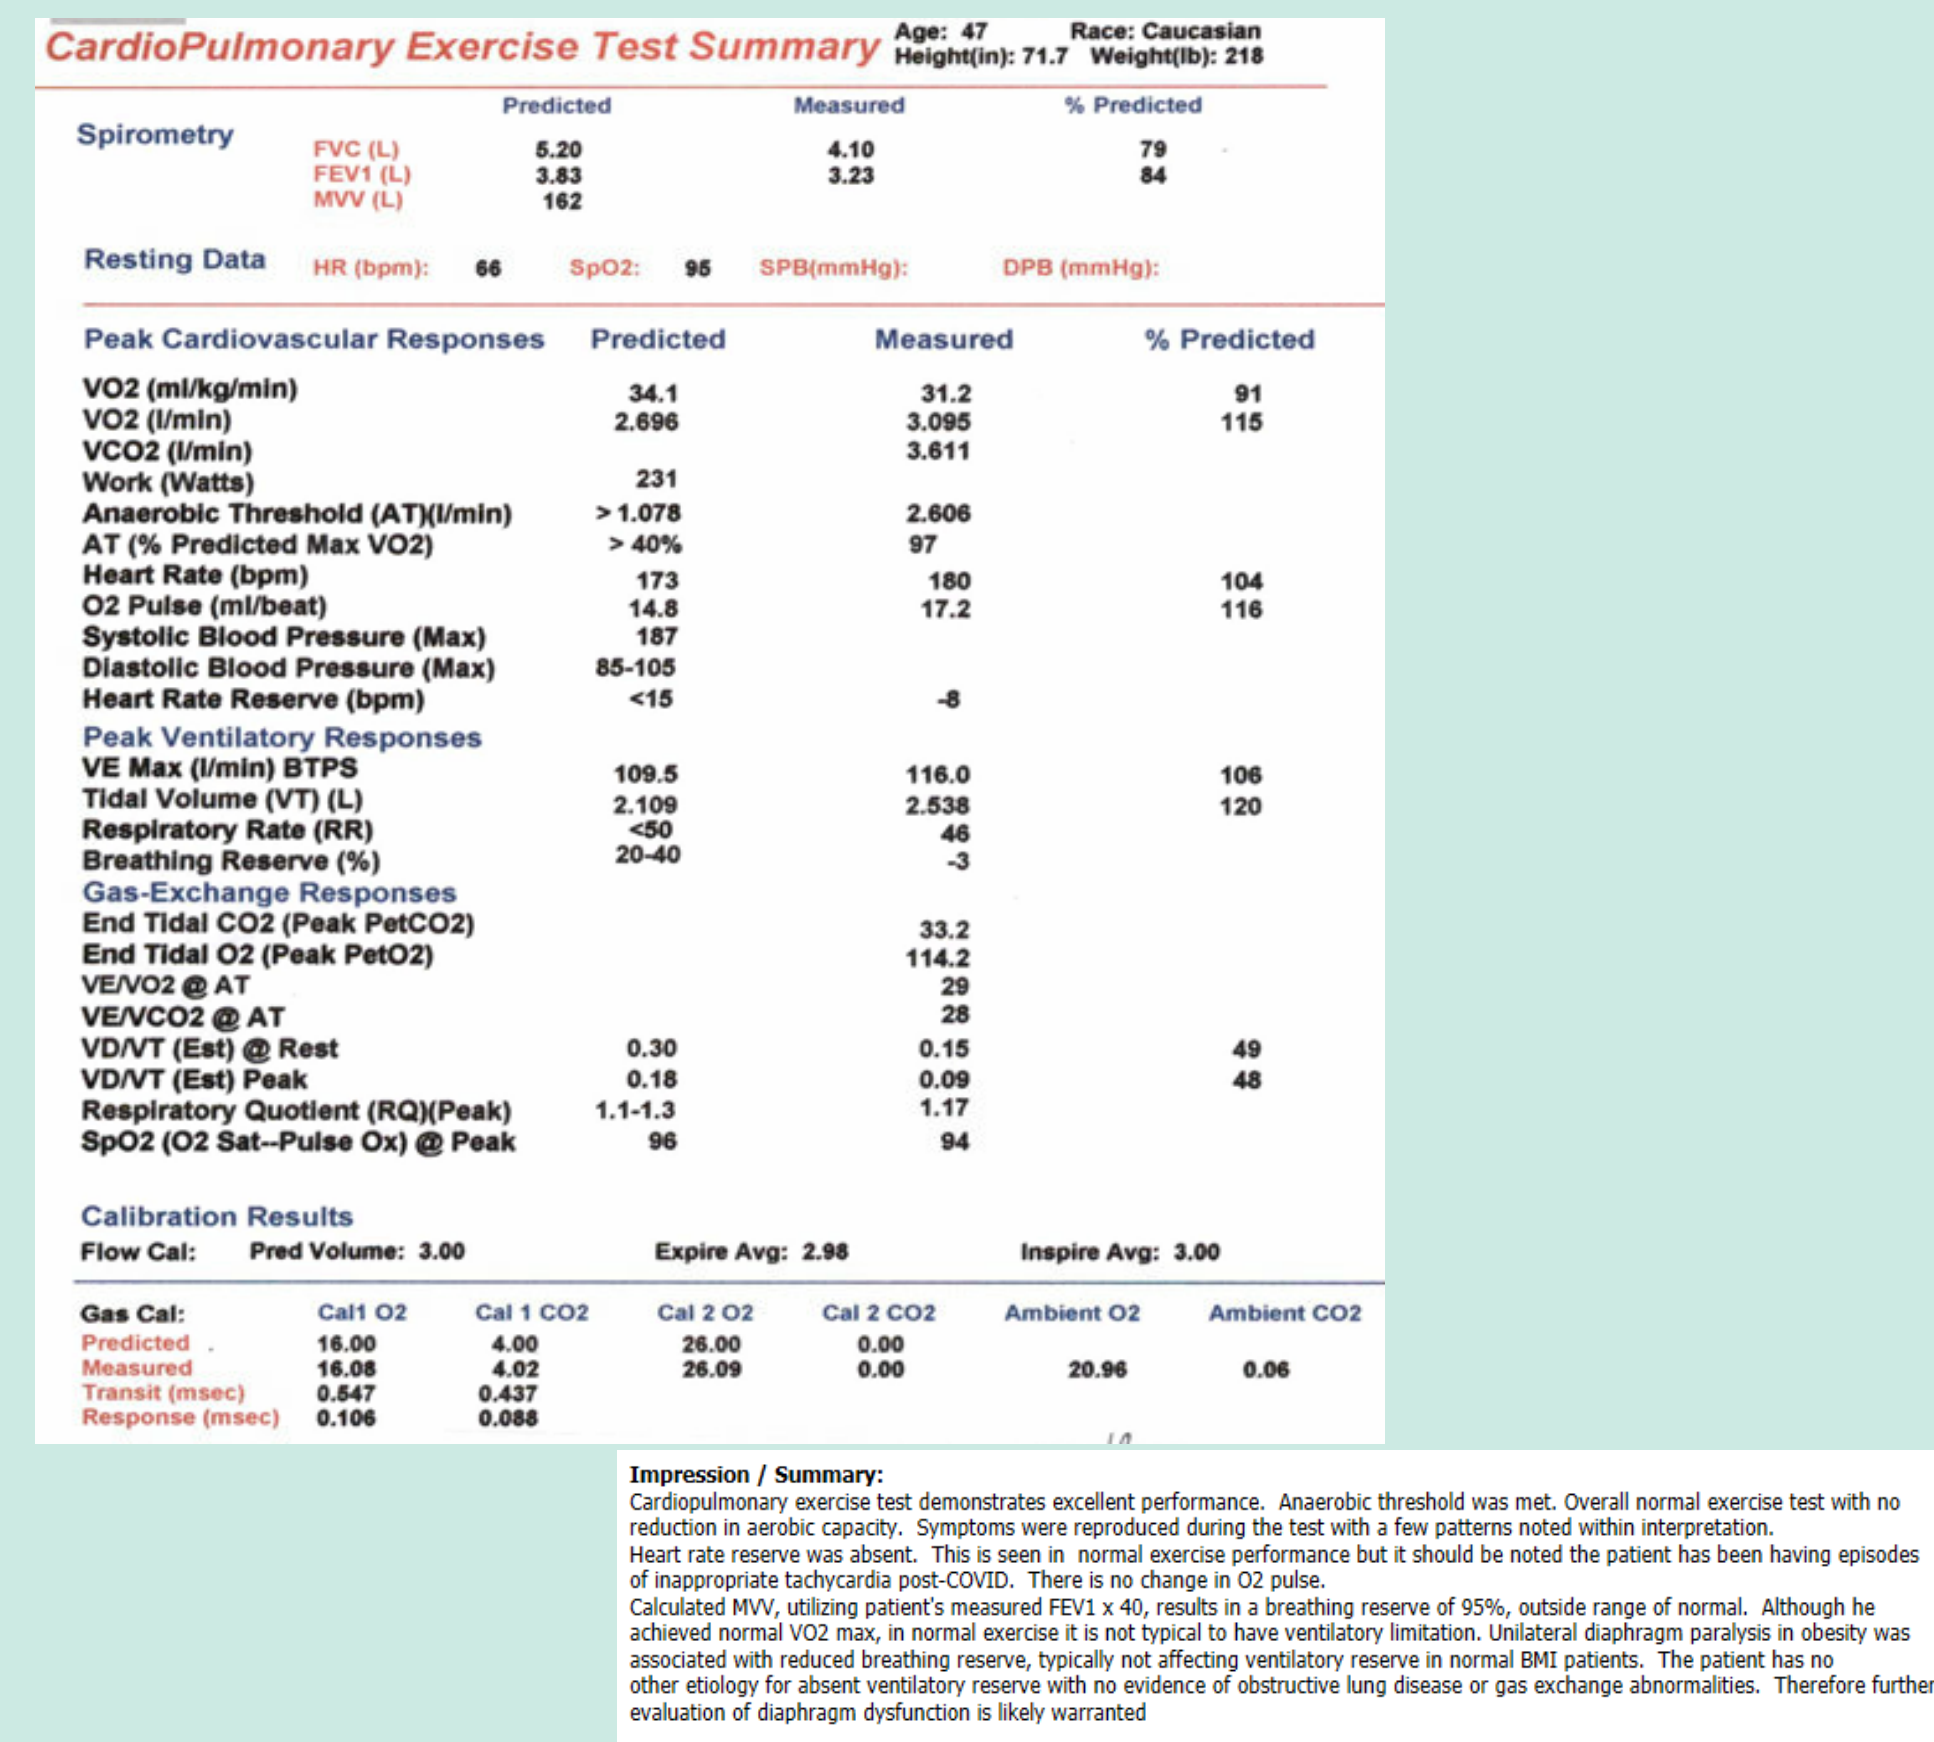 CardioPulmonary Exercise Test Summary
Age: 47 Race: Caucasian
Height(in): 71.7 Weight(lb): 218
Predicted Measured % Predicted
Spirometry
FVC (L) 5.20 4.10 79
FEV1 (L) 3.83 3.23 84
MVV (L) 162
Resting Data HR (bpm): 66 SpO2: 95 SPB(mmHg): DPB (mmHg):
Peak Cardiovascular Responses Predicted Measured % Predicted
VO2 (ml/kg/min) 34.1 31.2 91
VO2 (l/min) 2.696 3.095 115
VCO2 (l/min) 3.611
Work (Watts) 231
Anaerobic Threshold (AT)(l/min) > 1.078 2.606
AT (% Predicted Max VO2) > 40% 97
Heart Rate (bpm) 173 180 104
O2 Pulse (ml/beat) 14.8 17.2 116
Systolic Blood Pressure (Max) 187
Diastolic Blood Pressure (Max) 85-105
Heart Rate Reserve (bpm) <15 -8
Peak Ventilatory Responses
VE Max (l/min) BTPS 109.5 116.0 106
Tidal Volume (VT) (L) 2.109 2.538 120
Respiratory Rate (RR) <50 46
Breathing Reserve (%) 20-40 -3
Gas-Exchange Responses
End Tidal CO2 (Peak PetCO2) 33.2
End Tidal O2 (Peak PetO2) 114.2
VE/VO2 @ AT 29
VE/VCO2 @ AT 28
VD/VT (Est) @ Rest 0.30 0.15 49
VD/VT (Est) Peak 0.18 0.09 48
Respiratory Quotient (RQ)(Peak) 1.1-1.3 1.17
SpO2 (O2 Sat--Pulse Ox) @ Peak 96 94
Calibration Results
Flow Cal: Pred Volume: 3.00 Expire Avg: 2.98 Inspire Avg: 3.00
Gas Cal: Cal1 O2 Cal 1 CO2 Cal 2 O2 Cal 2 CO2 Ambient O2 Ambient CO2
Predicted 16.00 4.00 26.00 0.00
Measured 16.08 4.02 26.09 0.00 20.96 0.06
Transit (msec) 0.547 0.437
Response (msec) 0.106 0.088
Impression / Summary:
Cardiopulmonary exercise test demonstrates excellent performance. Anaerobic threshold was met. Overall normal exercise test with no
reduction in aerobic capacity. Symptoms were reproduced during the test with a few patterns noted within interpretation.
Heart rate reserve was absent. This is seen in normal exercise performance but it should be noted the patient has been having episodes
of inappropriate tachycardia post-COVID. There is no change in O2 pulse.
Calculated MVV, utilizing patient's measured FEV1 x 40, results in a breathing reserve of 95%, outside range of normal. Although he
achieved normal VO2 max, in normal exercise it is not typical to have ventilatory limitation. Unilateral diaphragm paralysis in obesity was
associated with reduced breathing reserve, typically not affecting ventilatory reserve in normal BMI patients. The patient has no
other etiology for absent ventilatory reserve with no evidence of obstructive lung disease or gas exchange abnormalities. Therefore further
evaluation of diaphragm dysfunction is likely warranted